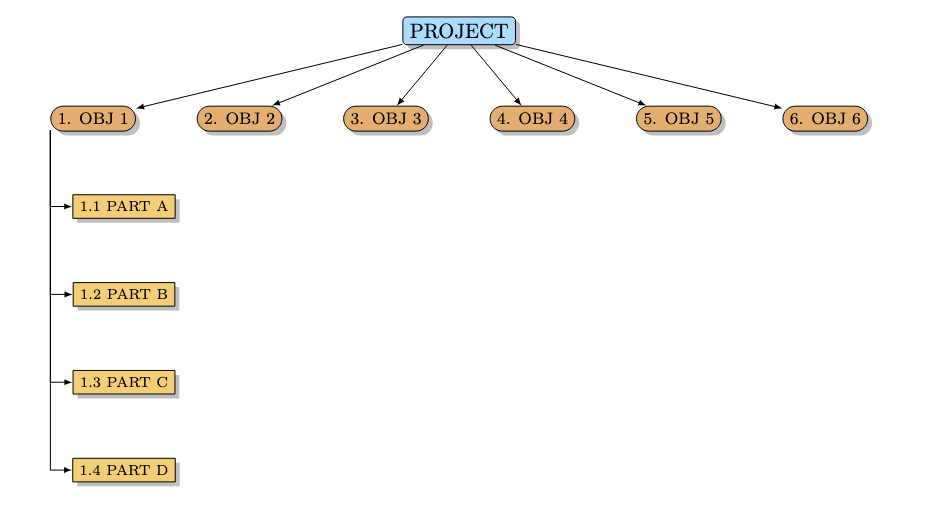 PROJECT
1. OBJ 1
2. OBJ 2
3. OBJ 3
4. OBJ 4
5. OBJ 5
6. OBJ 6
1.1 PART A
1.2 PART B
1.3 PART C
1.4 PART D